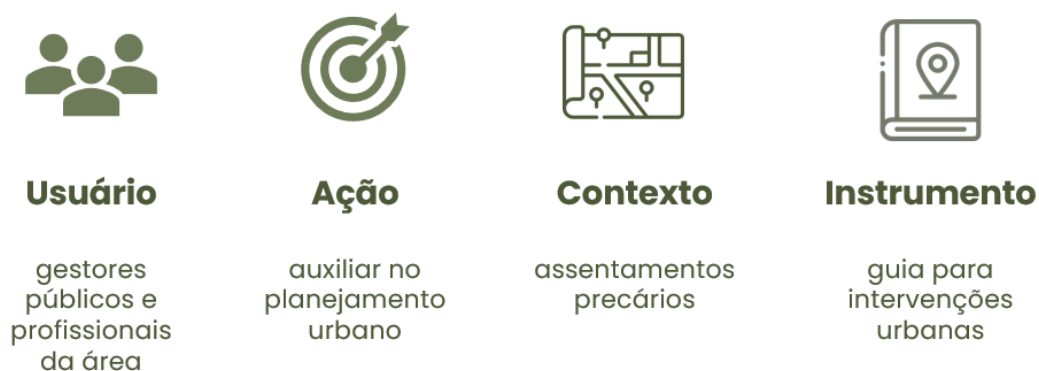 Usuário
gestores
públicos e
profissionais
da área
Ação
auxiliar no
planejamento
urbano
Contexto
assentamentos
precários
Instrumento
guia para
intervenções
urbanas